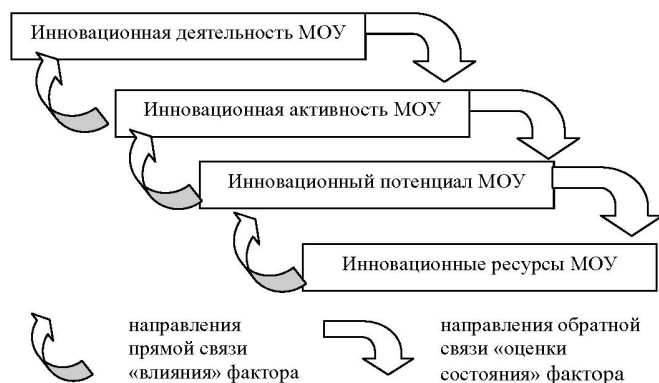 Инновационная деятельность МОУ
Инновационная активность МОУ
Инновационный потенциал МОУ
Инновационные ресурсы МОУ
направления
прямой связи
«влияния» фактора
направления обратной
связи «оценки
состояния» фактора